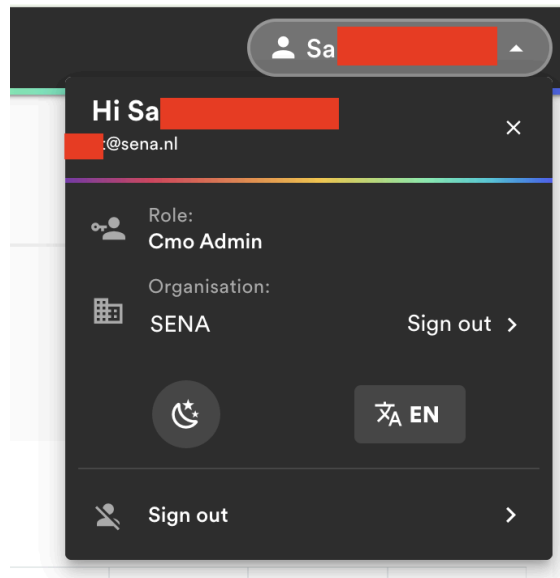 Sa
Hi Sa
t@sena.nl
Role:
Cmo Admin
Organisation:
SENA
Sign out
EN
Sign out